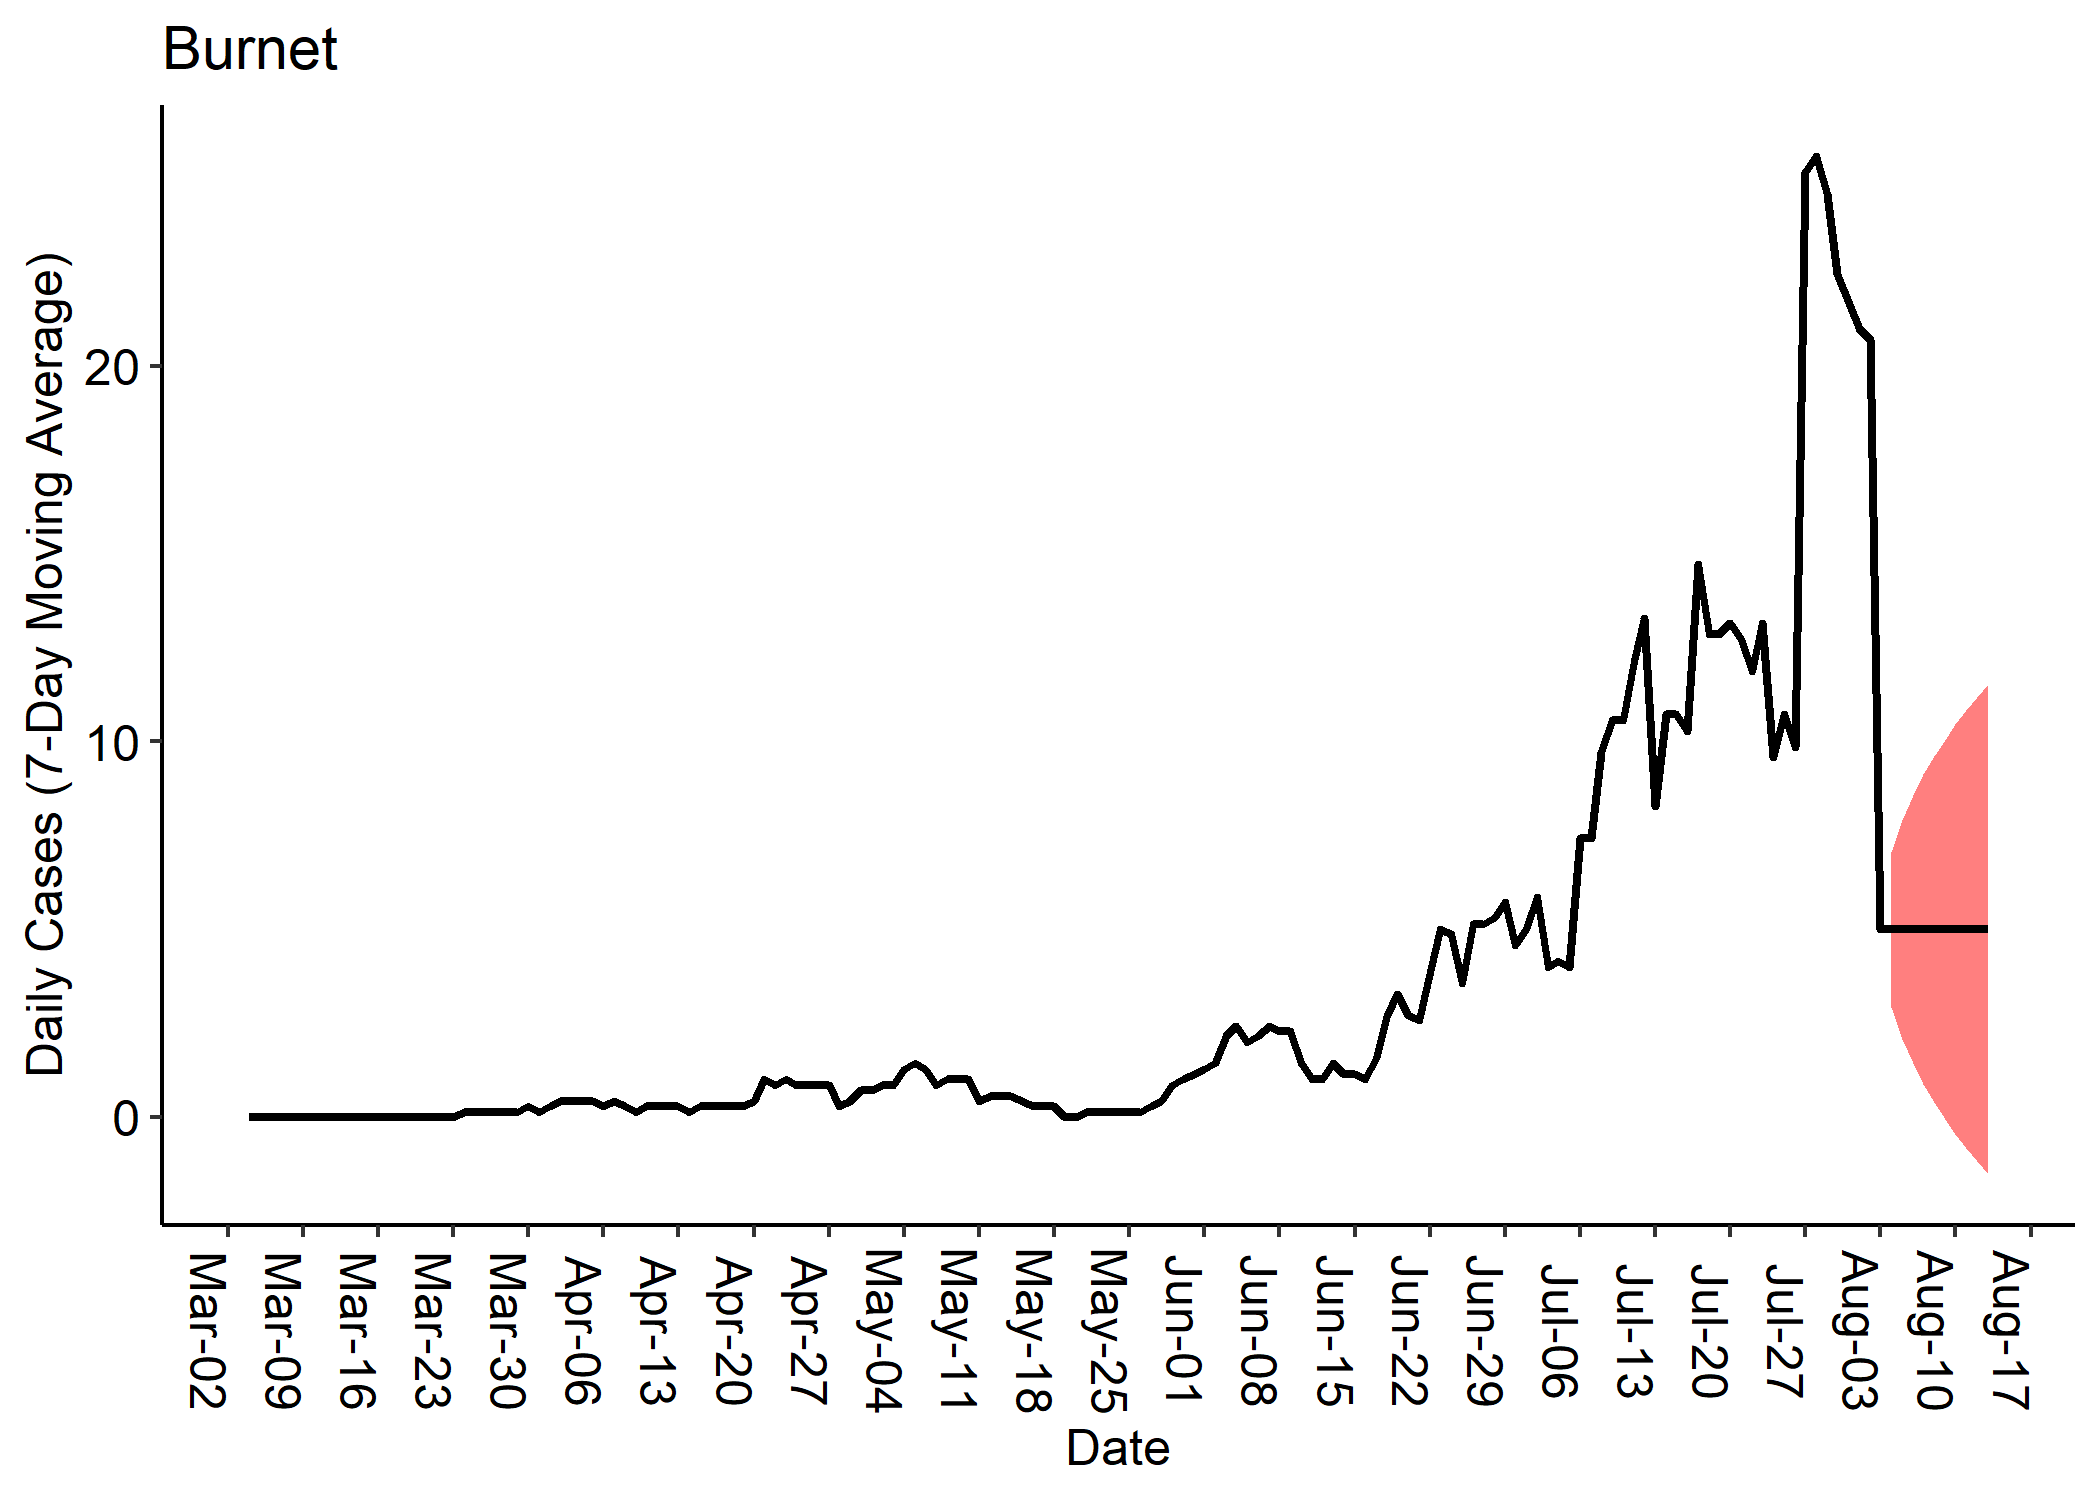 Burnet
Daily Cases (7-Day Moving Average)
20
10
0
Mar-02
Mar-09
Mar-16
Mar-23
Mar-30
Apr-06
Apr-13
Apr-20
Apr-27
May-04
May-11
May-18
May-25
Jun-01
Jun-08
Jun-15
Jun-22
Jun-29
Jul-06
Jul-13
Jul-20
Jul-27
Aug-03
Aug-10
Aug-17
Date